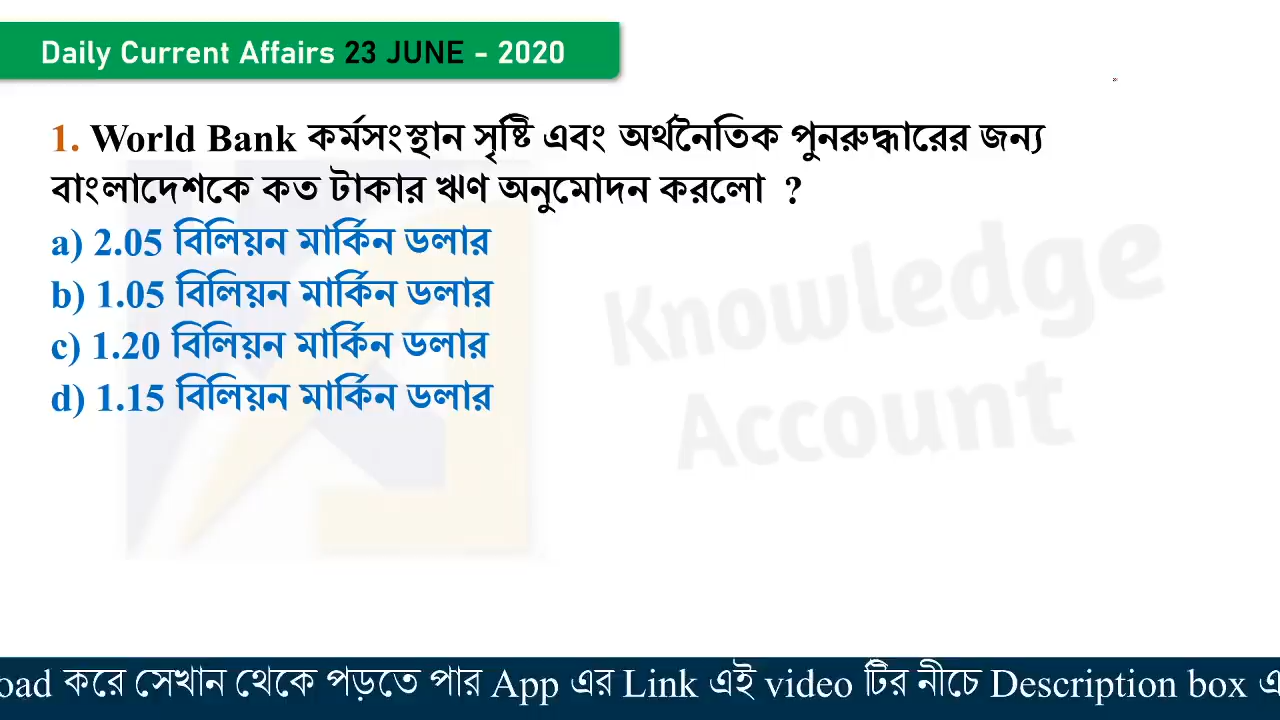 Daily Current Affairs 23 JUNE - 2020
1. World Bank কর্মসংস্থান সৃষ্টি এবং অর্থনৈতিক পুনরুদ্ধারের জন্য
বাংলাদেশকে কত টাকার ঋণ অনুমোদন করলো ?
a) 2.05 বিলিয়ন মার্কিন ডলার
b) 1.05 বিলিয়ন মার্কিন ডলার
c) 1.20 বিলিয়ন মার্কিন ডলার
d) 1.15 বিলিয়ন মার্কিন ডলার
Knowledge
Account
oad করে সেখান থেকে পড়তে পার App এর Link এই video টির নীচে Description box এ